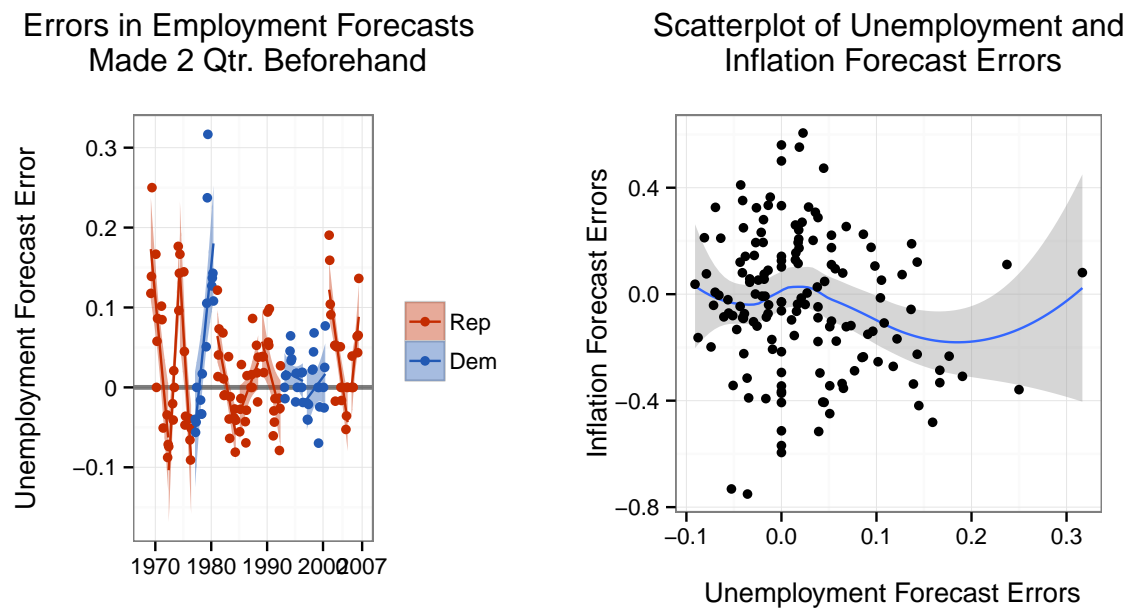 Errors in Employment Forecasts
Made 2 Qtr. Beforehand
Unemployment Forecast Error
0.3
0.2
0.1
0
−0.1
1970 1980 1990 2000 2007
Rep
Dem
Scatterplot of Unemployment and
Inflation Forecast Errors
Inflation Forecast Errors
0.4
0.0
−0.4
−0.8
−0.1 0.0 0.1 0.2 0.3
Unemployment Forecast Errors